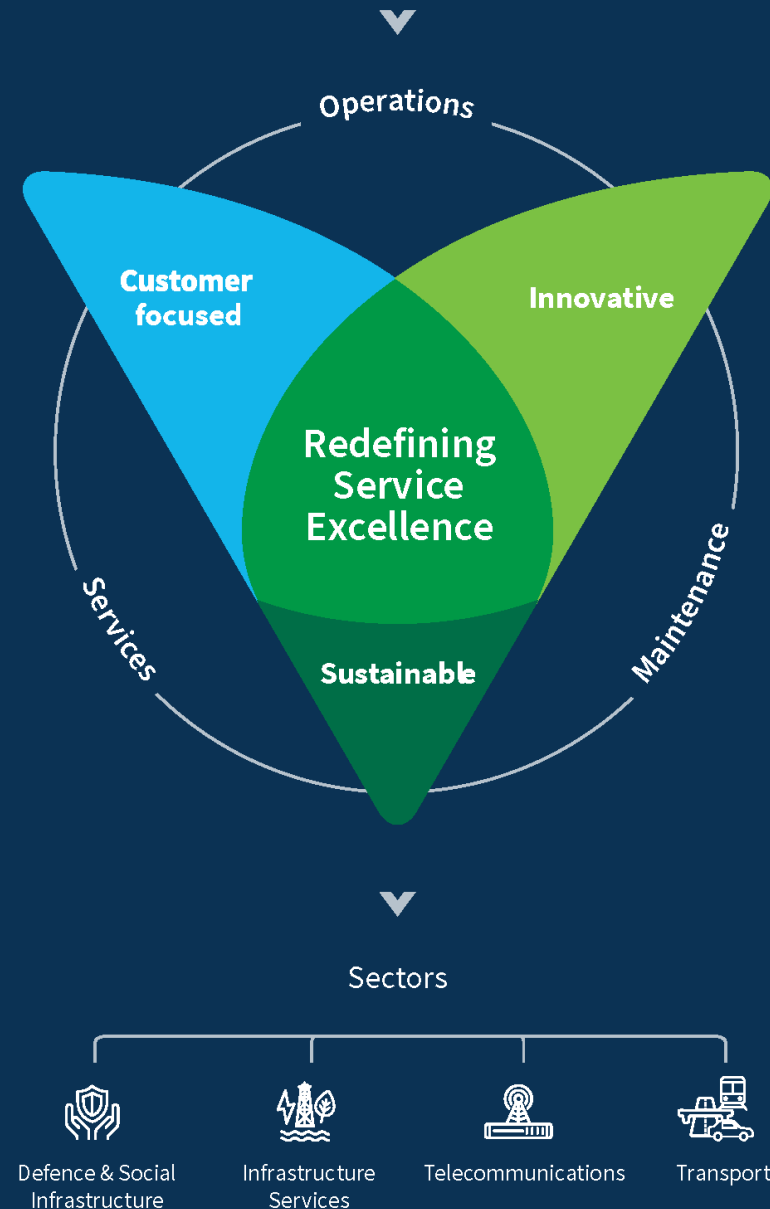 Operations
Customer
focused
Innovative
Redefining
Service
Excellence
Services
Maintenance
Sustainable
Sectors
Defence & Social
Infrastructure
Infrastructure
Services
Telecommunications
Transport